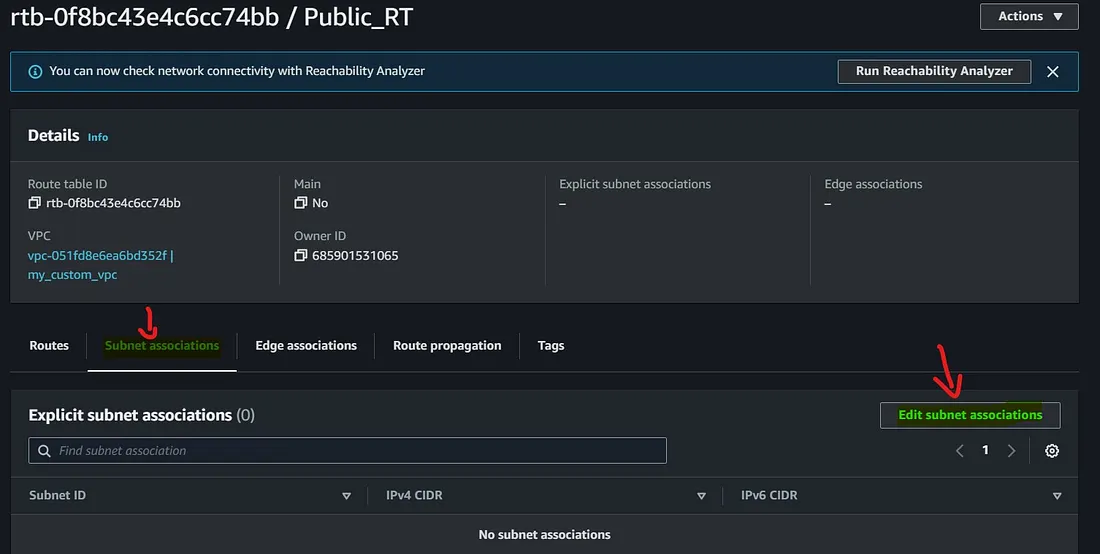 rtb-0f8bc43e4c6cc74bb / Public_RT
Actions
You can now check network connectivity with Reachability Analyzer
Run Reachability Analyzer
Details Info
Route table ID
rtb-0f8bc43e4c6cc74bb
Main
No
Explicit subnet associations
–
Edge associations
–
VPC
vpc-051fd8e6ea6bd352f |
my_custom_vpc
Owner ID
685901531065
Routes
Subnet associations
Edge associations
Route propagation
Tags
Explicit subnet associations (0)
Edit subnet associations
Find subnet association
1
Subnet ID
IPv4 CIDR
IPv6 CIDR
No subnet associations